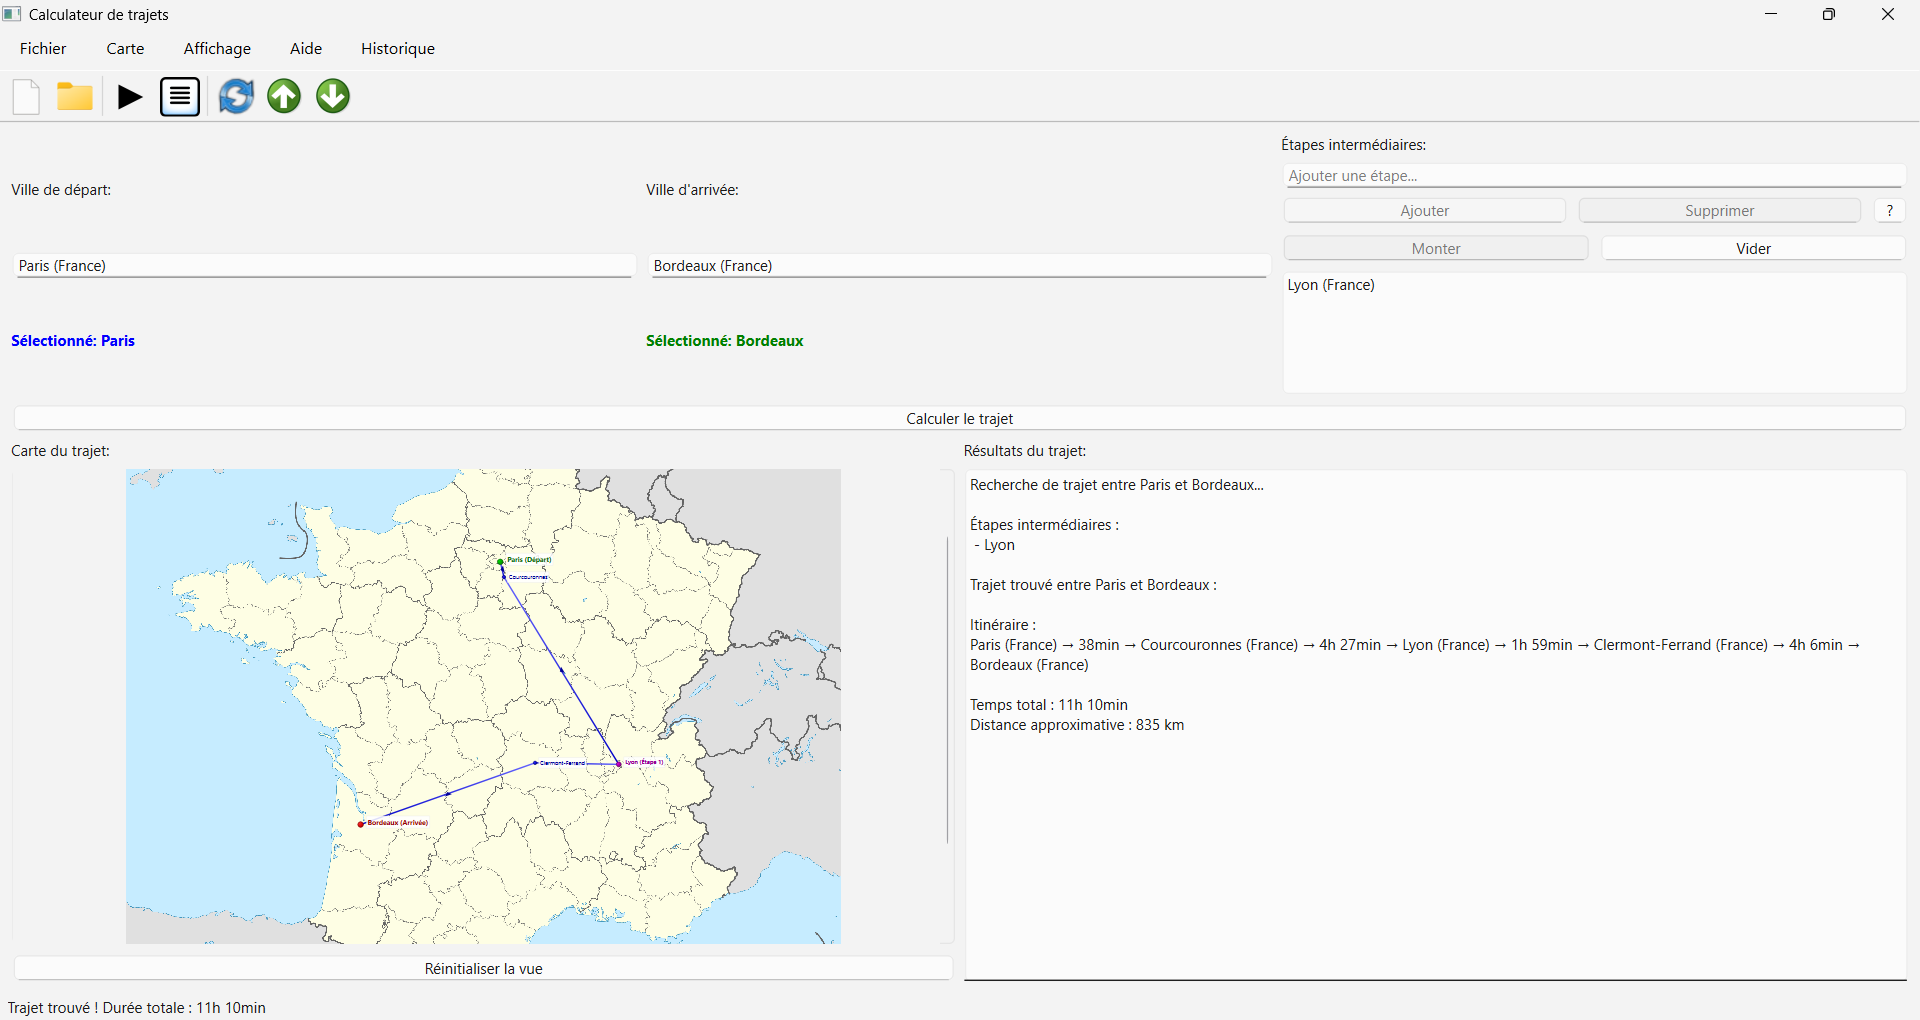 Calculateur de trajets
Fichier Carte Affichage Aide Historique
Étapes intermédiaires:
Ajouter une étape...
Ville de départ:
Ville d'arrivée:
Ajouter Supprimer ?
Monter Vider
Paris (France)
Bordeaux (France)
Lyon (France)
Sélectionné: Paris
Sélectionné: Bordeaux
Calculer le trajet
Carte du trajet:
Paris (Départ)
Courcouronnes
Clermont-Ferrand
Lyon (Étape 1)
Bordeaux (Arrivée)
Réinitialiser la vue
Résultats du trajet:
Recherche de trajet entre Paris et Bordeaux...
Étapes intermédiaires :
- Lyon
Trajet trouvé entre Paris et Bordeaux :
Itinéraire :
Paris (France) → 38min → Courcouronnes (France) → 4h 27min → Lyon (France) → 1h 59min → Clermont-Ferrand (France) → 4h 6min →
Bordeaux (France)
Temps total : 11h 10min
Distance approximative : 835 km
Trajet trouvé ! Durée totale : 11h 10min